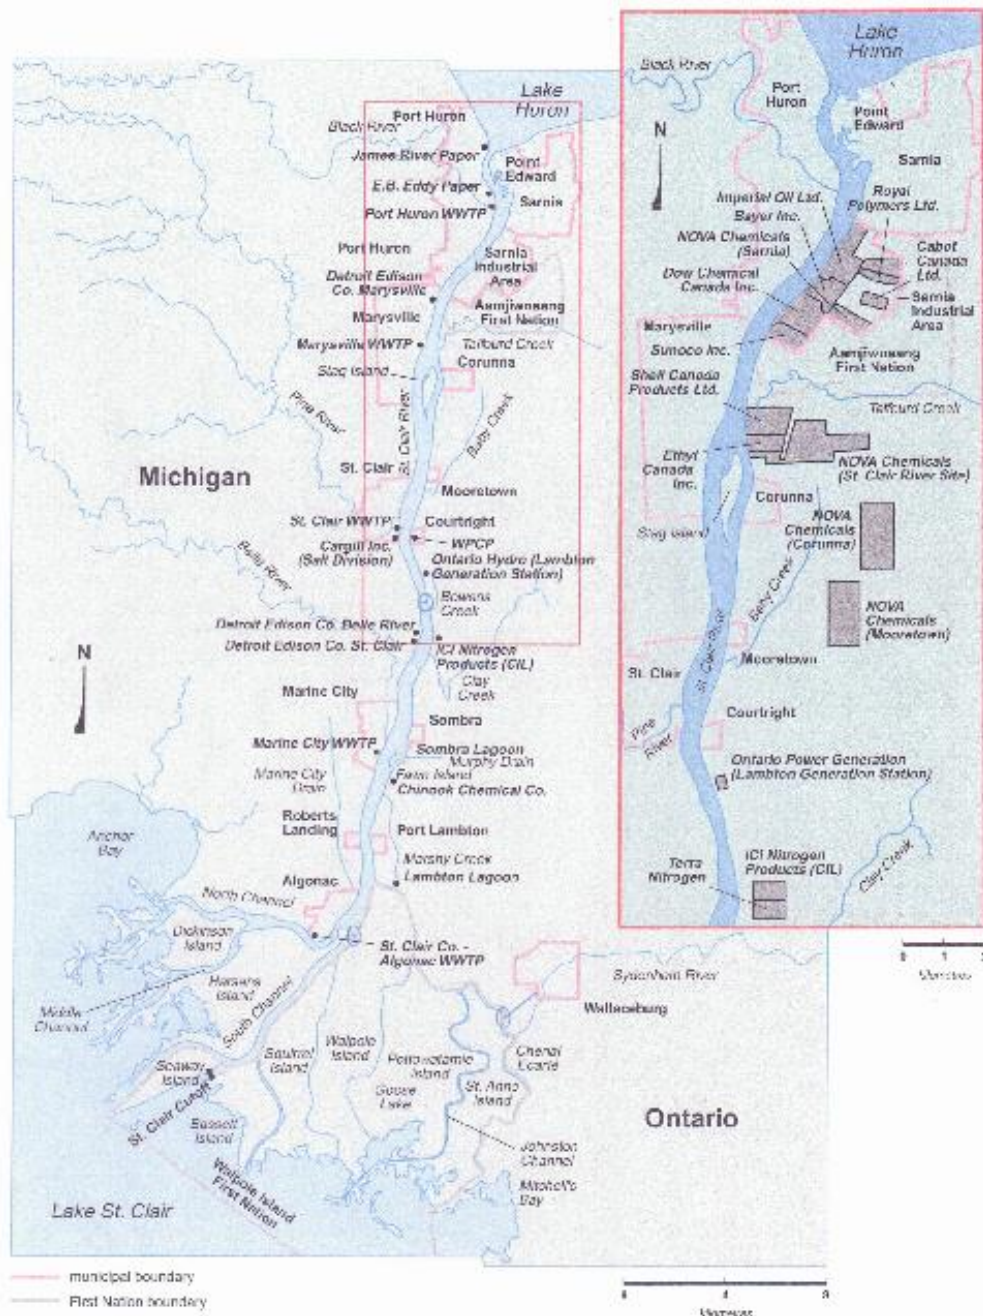 Lake
Huron
Port Huron
Black River
James River Paper
Point
Edward
E.B. Eddy Paper
Sarnia
Port Huron WWTP
Port Huron
Sarnia
Industrial
Area
Detroit Edison
Co. Marysville
Aamjiwnaang
First Nation
Marysville
Talfourd Creek
Marysville WWTP
Corunna
Stag Island
St. Clair River
Pine River
Baby Creek
Michigan
St. Clair
Mooretown
St. Clair WWTP
Courtright
WPCP
Cargill Inc.
(Salt Division)
Ontario Hydro (Lambton
Generation Station)
Belle River
Bowens
Creek
Detroit Edison Co. Belle River
Detroit Edison Co. St. Clair
ICI Nitrogen
Products (CIL)
N
Clay
Creek
Marine City
Sombra
Marine City WWTP
Sombra Lagoon
Murphy Drain
Marine City
Drain
Fawn Island
Chinook Chemical Co.
Roberts
Landing
Port Lambton
Anchor
Bay
Marshy Creek
Algonac
Lambton Lagoon
North Channel
Dickinson
Island
St. Clair Co. -
Algonac WWTP
Harsens
Island
Sydenham River
Middle
Channel
South Channel
Wallaceburg
Seaway
Island
Squirrel
Island
Walpole
Island
Pottowatamie
Island
Chenal
Ecarte
St. Anne
Island
Goose
Lake
St. Clair Cutoff
Bassett
Island
Ontario
Johnston
Channel
Walpole Island
First Nation
Mitchell's
Bay
Lake St. Clair
municipal boundary
First Nation boundary
0 4 8
kilometres
Lake
Huron
Black River
Port
Huron
Point
Edward
N
Sarnia
Imperial Oil Ltd.
Royal
Polymers Ltd.
Bayer Inc.
NOVA Chemicals
(Sarnia)
Cabot
Canada
Ltd.
Dow Chemical
Canada Inc.
Sarnia
Industrial
Area
Marysville
Sunoco Inc.
Aamjiwnaang
First Nation
Shell Canada
Products Ltd.
Talfourd Creek
Ethyl
Canada
Inc.
NOVA Chemicals
(St. Clair River Site)
Corunna
Stag Island
NOVA
Chemicals
(Corunna)
Baby Creek
NOVA
Chemicals
(Mooretown)
St. Clair River
Mooretown
St. Clair
Courtright
Pine
River
Ontario Power Generation
(Lambton Generation Station)
Terra
Nitrogen
ICI Nitrogen
Products (CIL)
Clay Creek
0 1 2
kilometres